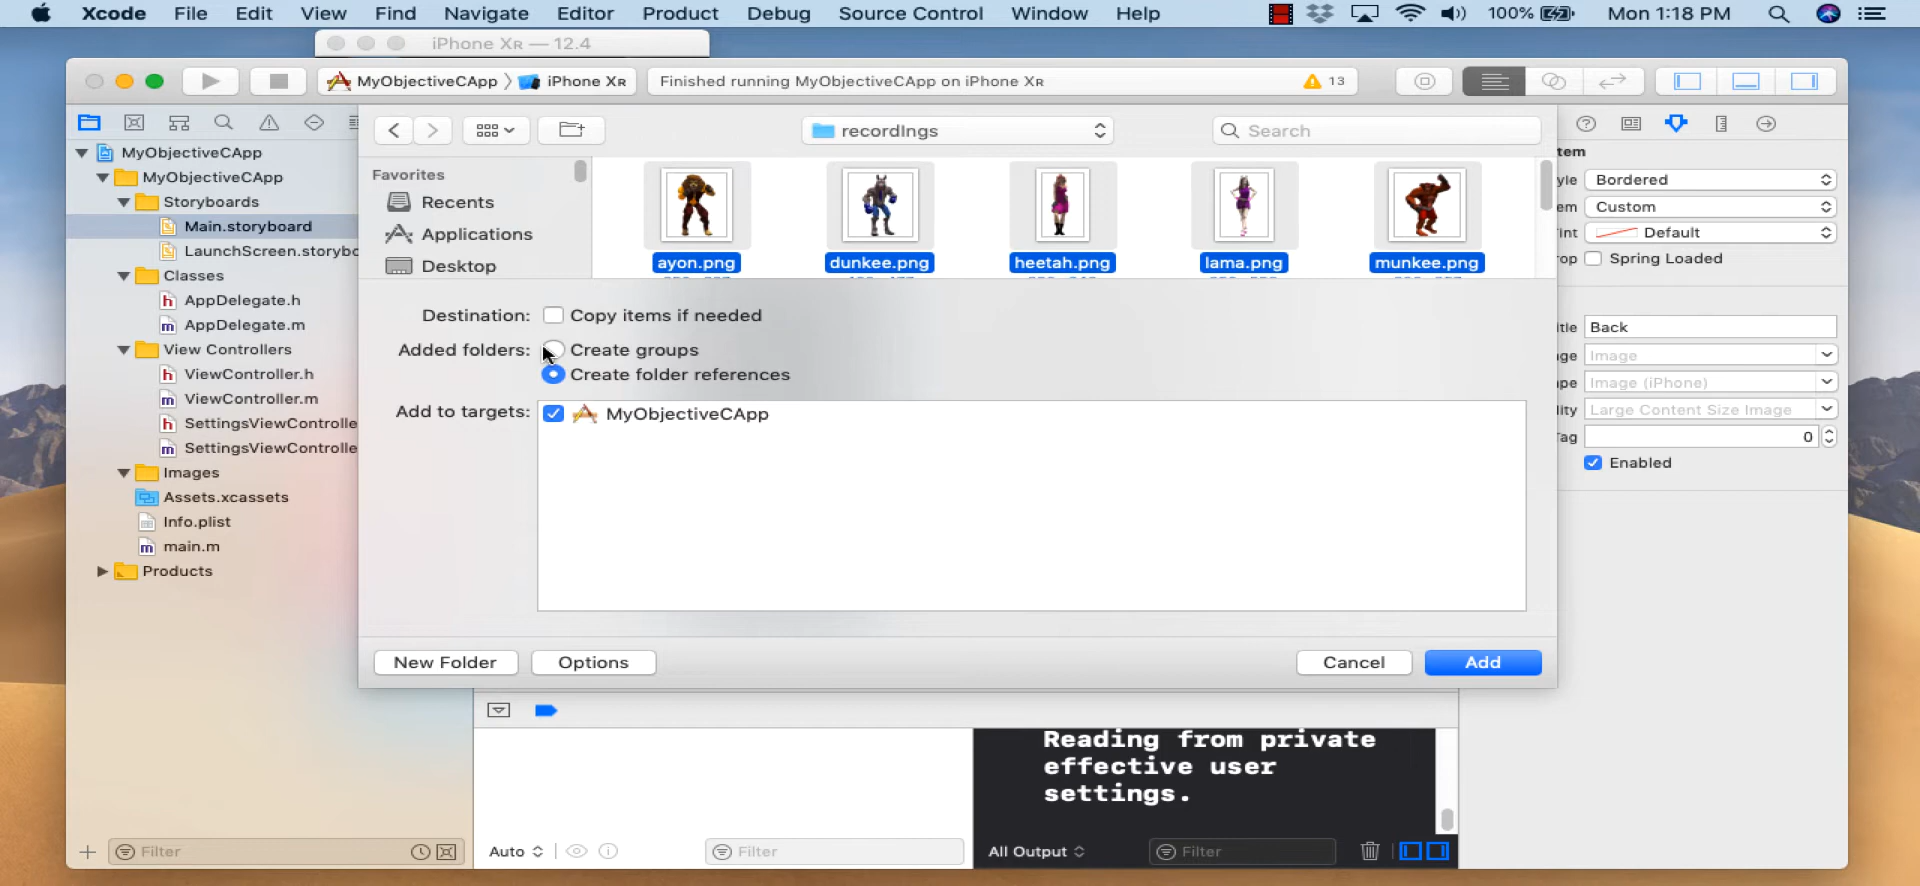 Xcode File Edit View Find Navigate Editor Product Debug Source Control Window Help 100% Mon 1:18 PM
iPhone XR — 12.4
MyObjectiveCApp iPhone XR Finished running MyObjectiveCApp on iPhone XR 13
recordIngs Search
MyObjectiveCApp
MyObjectiveCApp
Storyboards
Main.storyboard
LaunchScreen.storybo
Classes
AppDelegate.h
AppDelegate.m
View Controllers
ViewController.h
ViewController.m
SettingsViewControlle
SettingsViewControlle
Images
Assets.xcassets
Info.plist
main.m
Products
Filter
Favorites
Recents
Applications
Desktop
ayon.png dunkee.png heetah.png lama.png munkee.png
Destination: Copy items if needed
Added folders: Create groups
Create folder references
Add to targets: MyObjectiveCApp
New Folder Options Cancel Add
tem
yle Bordered
em Custom
int Default
op Spring Loaded
itle Back
ge Image
pe Image (iPhone)
ity Large Content Size Image
Tag 0
Enabled
Reading from private
effective user
settings.
Auto Filter All Output Filter